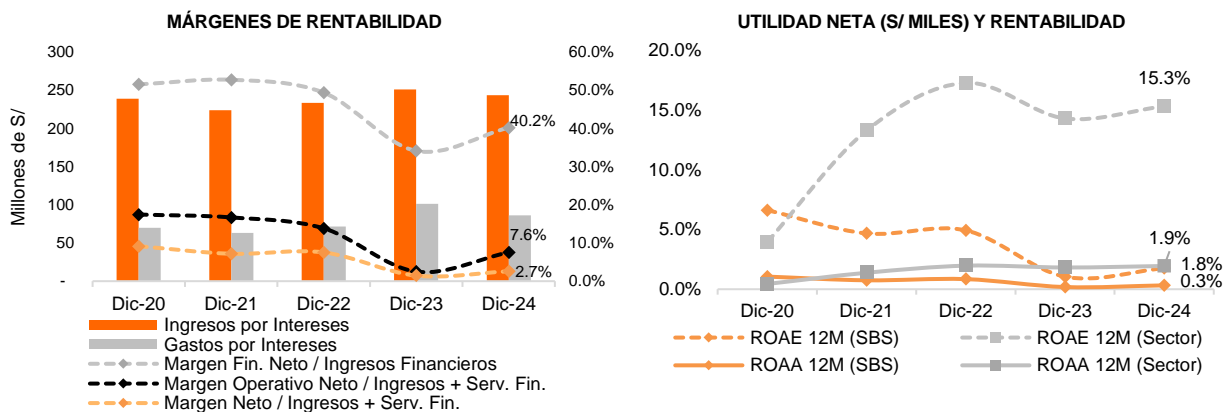 MÁRGENES DE RENTABILIDAD
Millones de S/
300
250
200
150
100
50
-
60.0%
50.0%
40.0%
30.0%
20.0%
10.0%
0.0%
40.2%
7.6%
2.7%
Dic-20 Dic-21 Dic-22 Dic-23 Dic-24
Ingresos por Intereses
Gastos por Intereses
Margen Fin. Neto / Ingresos Financieros
Margen Operativo Neto / Ingresos + Serv. Fin.
Margen Neto / Ingresos + Serv. Fin.
UTILIDAD NETA (S/ MILES) Y RENTABILIDAD
20.0%
15.0%
10.0%
5.0%
0.0%
15.3%
1.9%
1.8%
0.3%
Dic-20 Dic-21 Dic-22 Dic-23 Dic-24
ROAE 12M (SBS) ROAE 12M (Sector)
ROAA 12M (SBS) ROAA 12M (Sector)